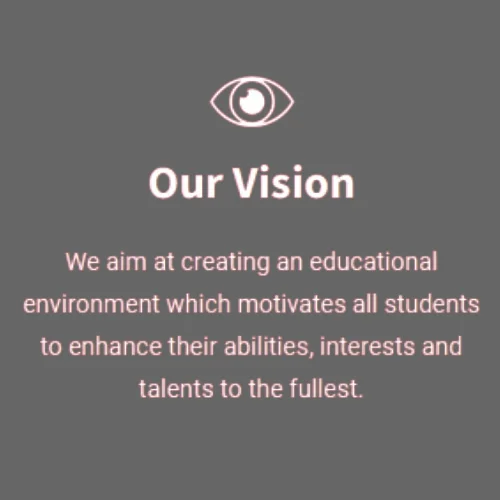 Our Vision
We aim at creating an educational
environment which motivates all students
to enhance their abilities, interests and
talents to the fullest.